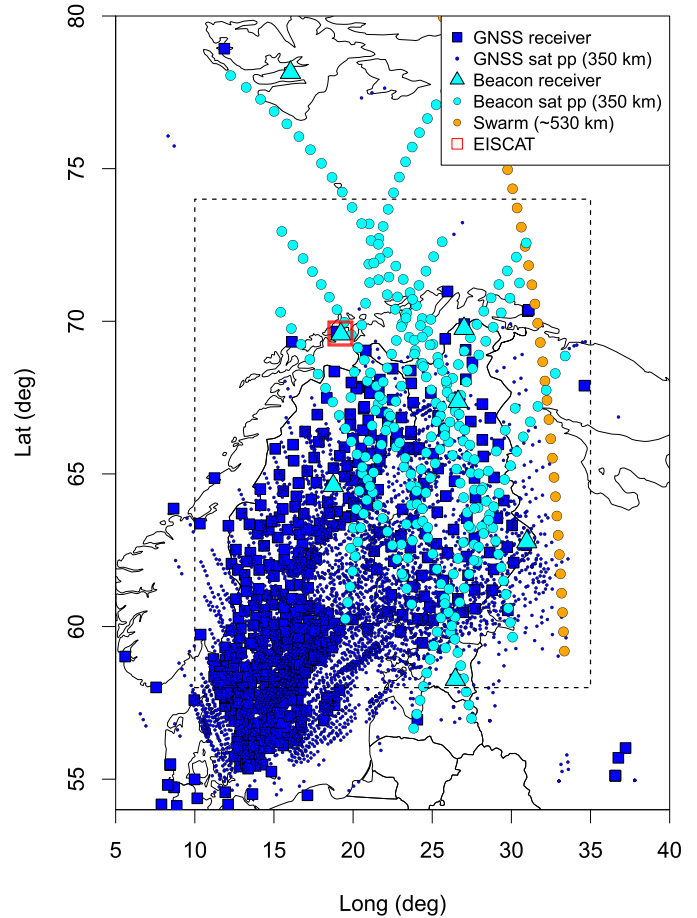 80
75
70
65
60
55
Lat (deg)
GNSS receiver
GNSS sat pp (350 km)
Beacon receiver
Beacon sat pp (350 km)
Swarm (~530 km)
EISCAT
5 10 15 20 25 30 35 40
Long (deg)